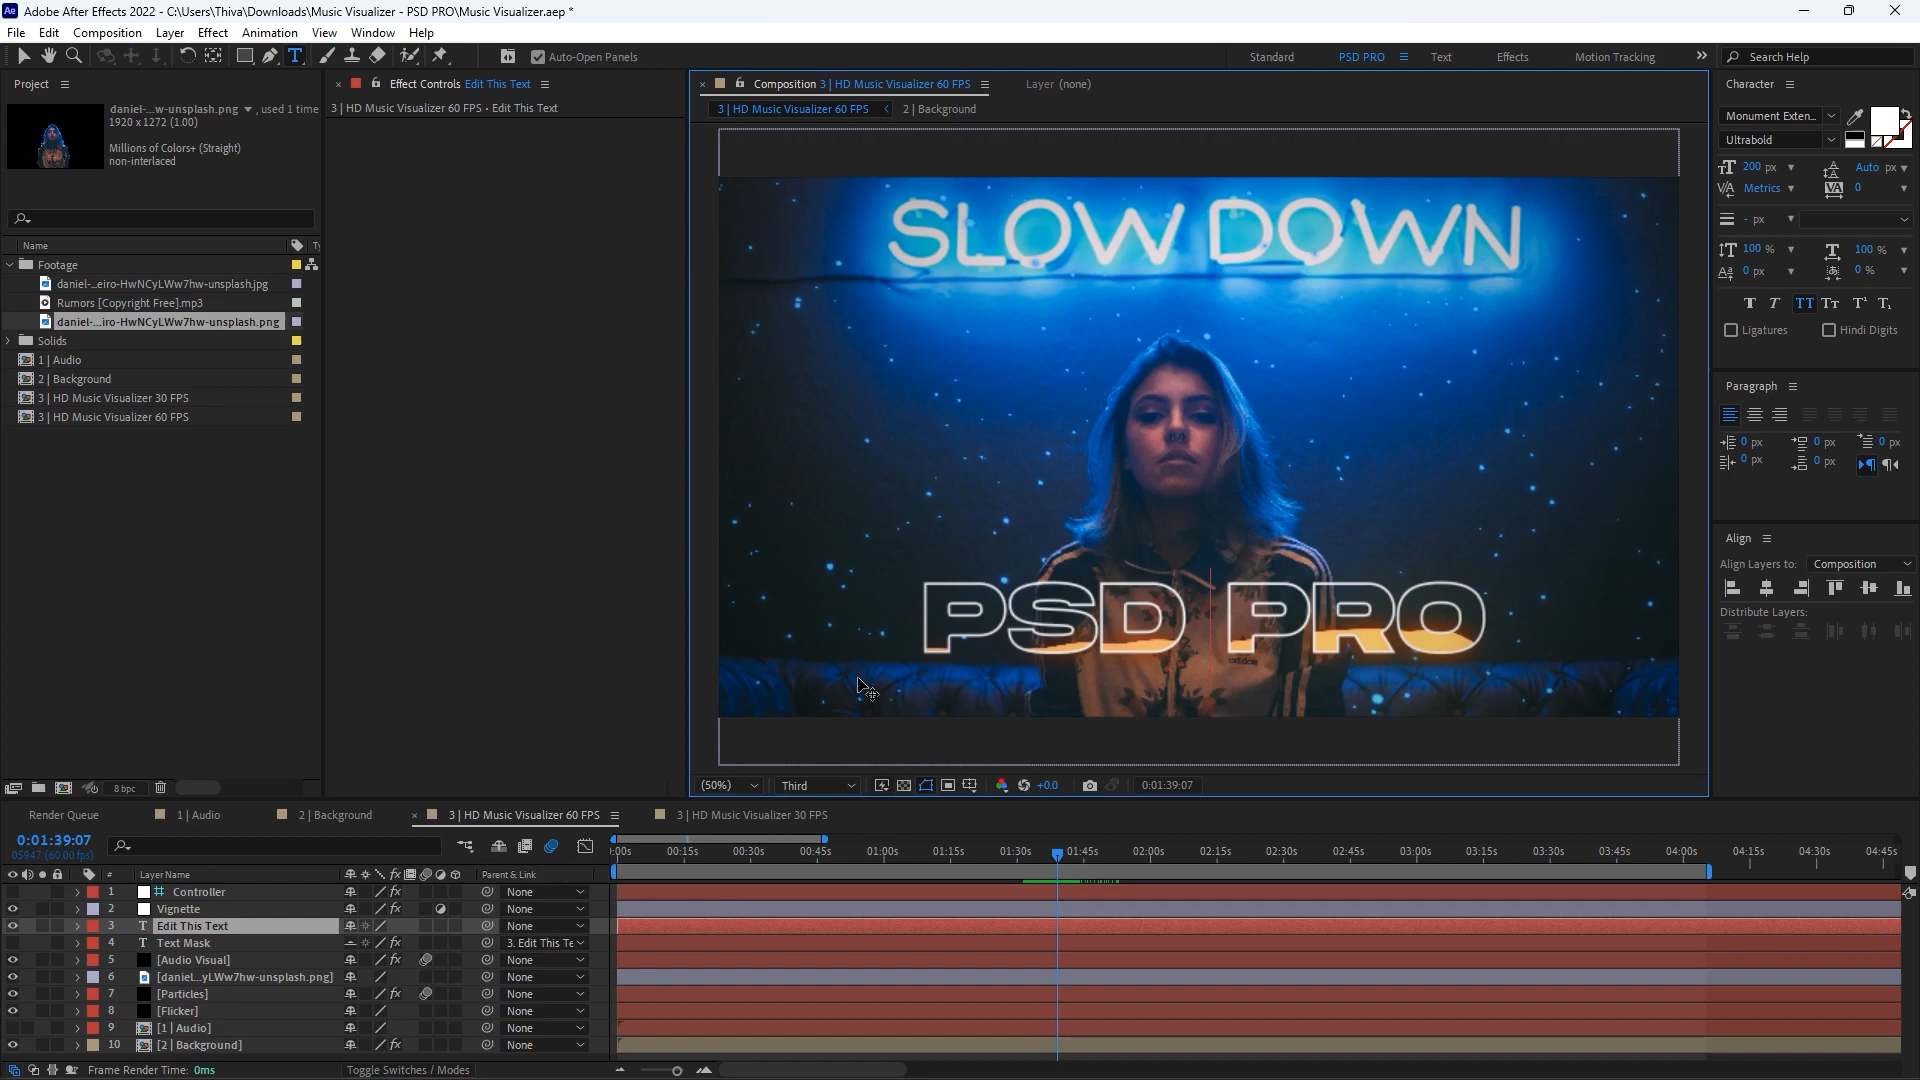 Adobe After Effects 2022 - C:\Users\Thiva\Downloads\Music Visualizer - PSD PRO\Music Visualizer.aep *
File Edit Composition Layer Effect Animation View Window Help
Auto-Open Panels
Standard PSD PRO Text Effects Motion Tracking Search Help
Project
daniel-...w-unsplash.png , used 1 time
1920 x 1272 (1.00)
Millions of Colors+ (Straight)
non-interlaced
Name
Footage
daniel-...eiro-HwNCyLWw7hw-unsplash.jpg
Rumors [Copyright Free].mp3
daniel-...iro-HwNCyLWw7hw-unsplash.png
Solids
1 | Audio
2 | Background
3 | HD Music Visualizer 30 FPS
3 | HD Music Visualizer 60 FPS
8 bpc
Effect Controls Edit This Text
3 | HD Music Visualizer 60 FPS • Edit This Text
Composition 3 | HD Music Visualizer 60 FPS Layer (none)
3 | HD Music Visualizer 60 FPS 2 | Background
SLOW DOWN
PSD PRO
adidas
(50%) Third +0.0 0:01:39:07
Character
Monument Exten...
Ultrabold
200 px Auto px
Metrics 0
- px
100 % 100 %
0 px 0 %
Ligatures Hindi Digits
Paragraph
0 px 0 px 0 px
0 px 0 px
Align
Align Layers to: Composition
Distribute Layers:
Render Queue 1 | Audio 2 | Background 3 | HD Music Visualizer 60 FPS 3 | HD Music Visualizer 30 FPS
0:01:39:07
05947 (60.00 fps)
:00s 00:15s 00:30s 00:45s 01:00s 01:15s 01:30s 01:45s 02:00s 02:15s 02:30s 02:45s 03:00s 03:15s 03:30s 03:45s 04:00s 04:15s 04:30s 04:45s
# Layer Name Parent & Link
1 Controller None
2 Vignette None
3 Edit This Text None
4 Text Mask 3. Edit This Te
5 [Audio Visual] None
6 [daniel...yLWw7hw-unsplash.png] None
7 [Particles] None
8 [Flicker] None
9 [1 | Audio] None
10 [2 | Background] None
Frame Render Time: 0ms Toggle Switches / Modes